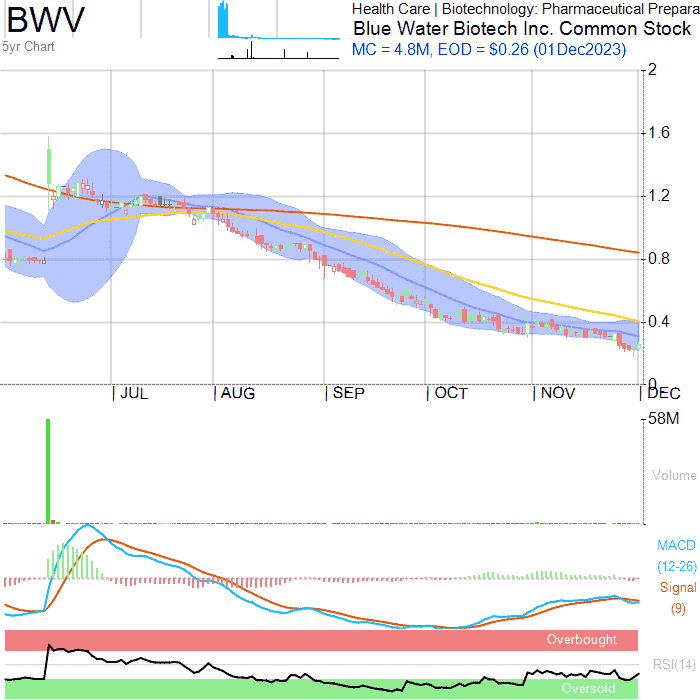 BWV
5yr Chart
Health Care | Biotechnology: Pharmaceutical Prepara
Blue Water Biotech Inc. Common Stock
MC = 4.8M, EOD = $0.26 (01Dec2023)
2
1.6
1.2
0.8
0.4
0
JUL AUG SEP OCT NOV DEC
58M
Volume
MACD
(12-26)
Signal
(9)
Overbought
RSI(14)
Oversold